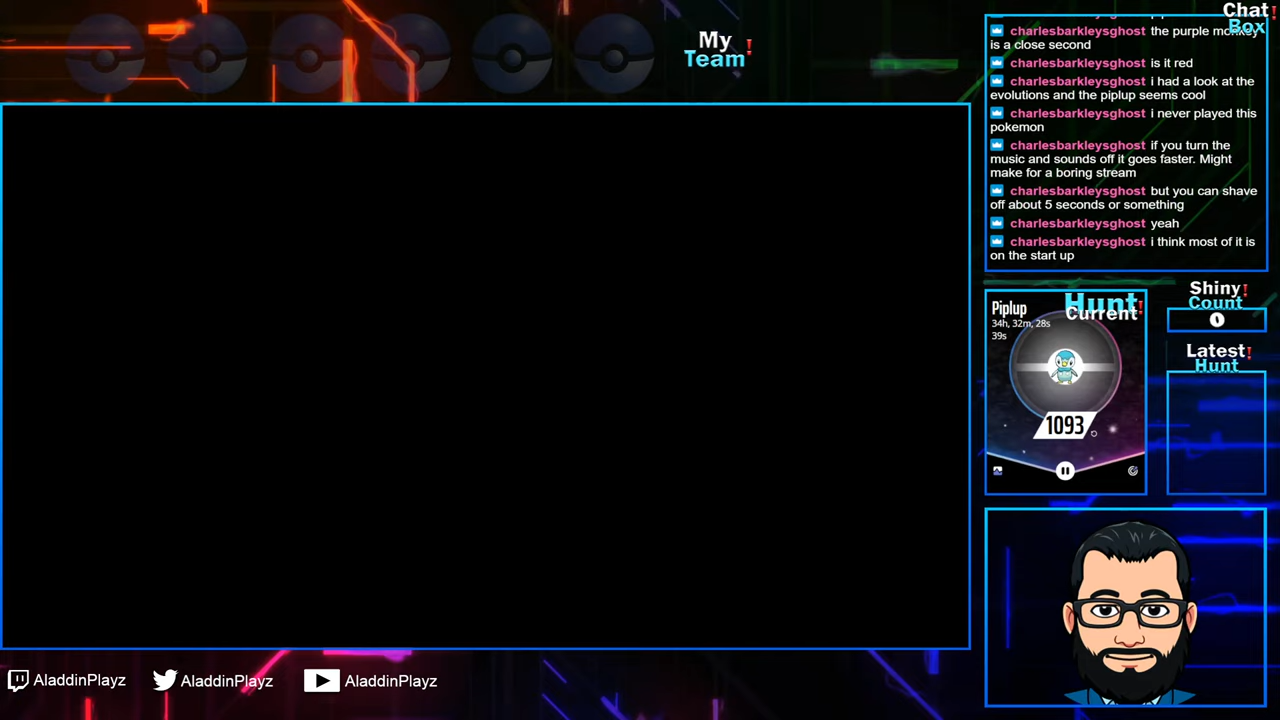 My
Team!
Chat!
Box
charlesbarkleysghost the purple monkey
is a close second
charlesbarkleysghost is it red
charlesbarkleysghost i had a look at the
evolutions and the piplup seems cool
charlesbarkleysghost i never played this
pokemon
charlesbarkleysghost if you turn the
music and sounds off it goes faster. Might
make for a boring stream
charlesbarkleysghost but you can shave
off about 5 seconds or something
charlesbarkleysghost yeah
charlesbarkleysghost i think most of it is
on the start up
Hunt!
Current
Piplup
34h, 32m, 28s
39s
1093
Shiny!
Count
0
Latest!
Hunt
AladdinPlayz
AladdinPlayz
AladdinPlayz